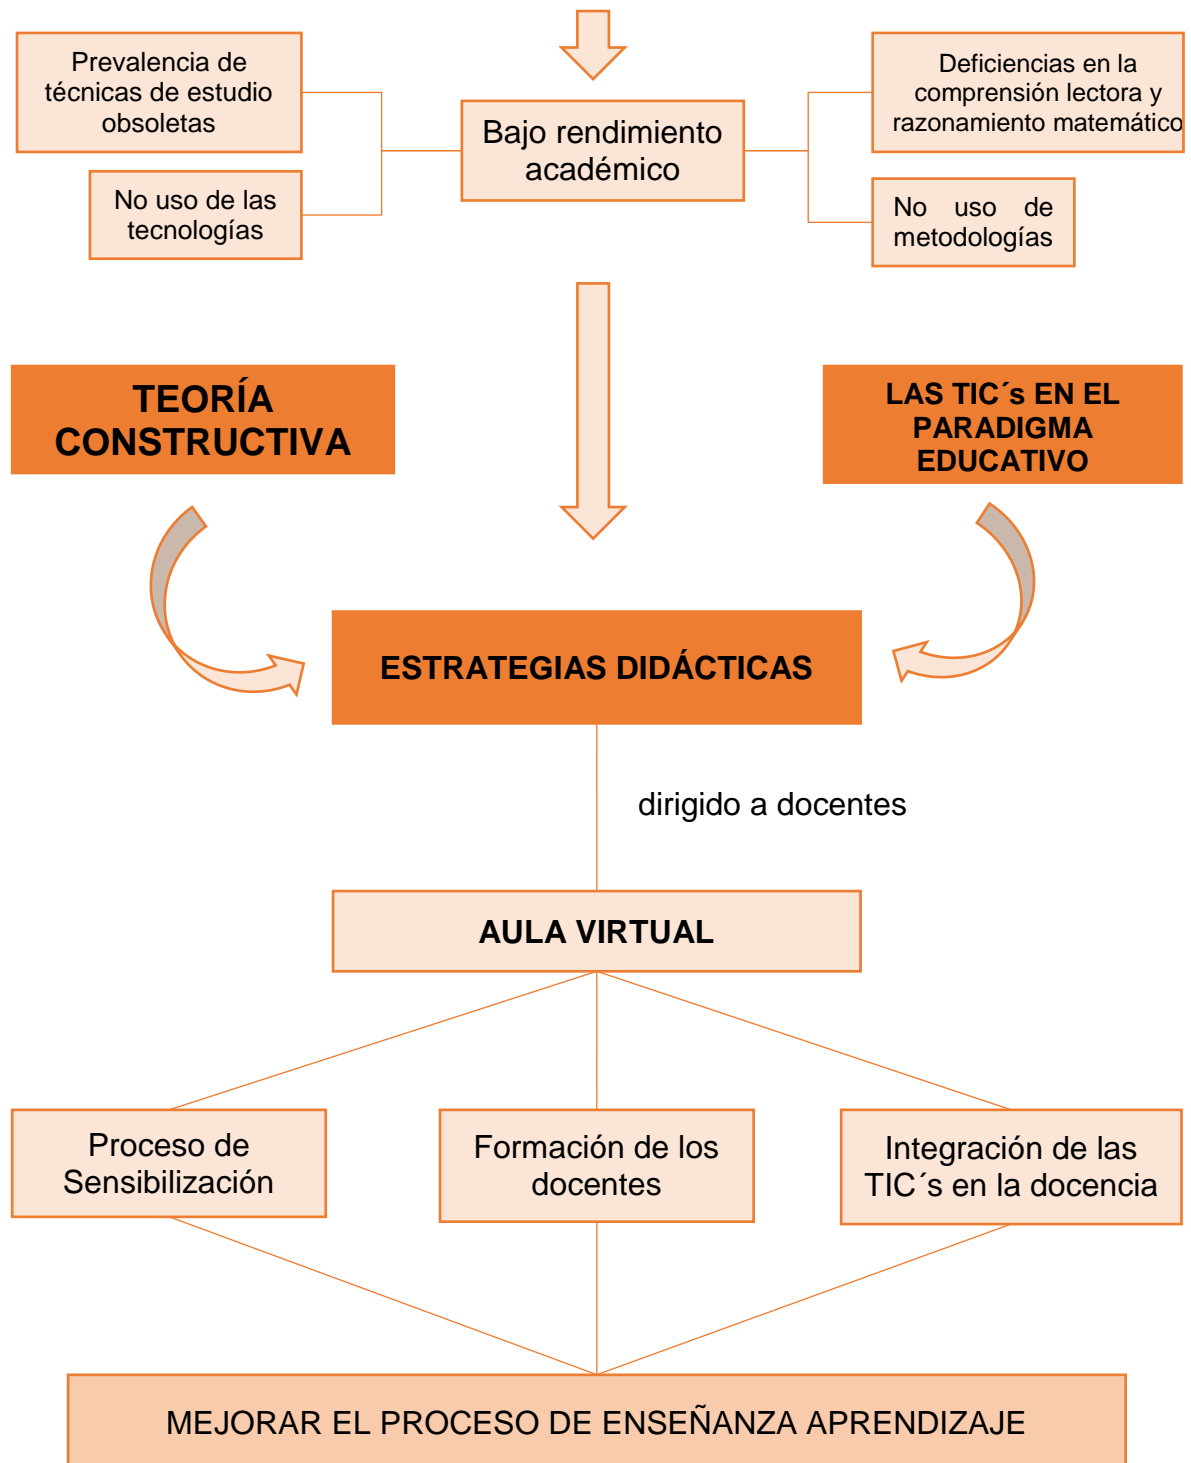 Prevalencia de
técnicas de estudio
obsoletas
No uso de las
tecnologías
Bajo rendimiento
académico
Deficiencias en la
comprensión lectora y
razonamiento matemático
No uso de
metodologías
TEORÍA
CONSTRUCTIVA
LAS TIC´s EN EL
PARADIGMA
EDUCATIVO
ESTRATEGIAS DIDÁCTICAS
dirigido a docentes
AULA VIRTUAL
Proceso de
Sensibilización
Formación de los
docentes
Integración de las
TIC´s en la docencia
MEJORAR EL PROCESO DE ENSEÑANZA APRENDIZAJE